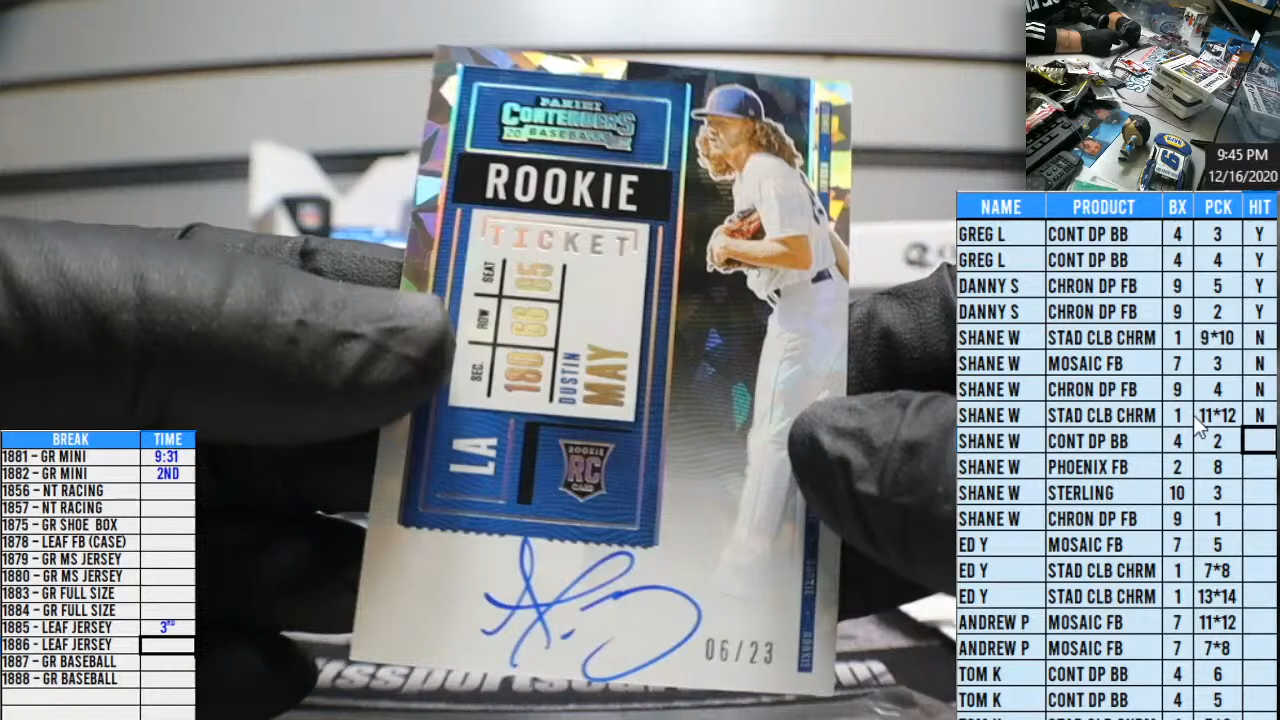 PANINI
CONTENDERS
20 BASEBALL
ROOKIE
TICKET
SEAT
65
ROW
63
SEC.
180
DUSTIN
MAY
LA
ROOKIE
RC
06/23
9:45 PM
12/16/2020
NAME PRODUCT BX PCK HIT
GREG L CONT DP BB 4 3 Y
GREG L CONT DP BB 4 4 Y
DANNY S CHRON DP FB 9 5 Y
DANNY S CHRON DP FB 9 2 Y
SHANE W STAD CLB CHRM 1 9*10 N
SHANE W MOSAIC FB 7 3 N
SHANE W CHRON DP FB 9 4 N
SHANE W STAD CLB CHRM 1 11*12 N
SHANE W CONT DP BB 4 2
SHANE W PHOENIX FB 2 8
SHANE W STERLING 10 3
SHANE W CHRON DP FB 9 1
ED Y MOSAIC FB 7 5
ED Y STAD CLB CHRM 1 7*8
ED Y STAD CLB CHRM 1 13*14
ANDREW P MOSAIC FB 7 11*12
ANDREW P MOSAIC FB 7 7*8
TOM K CONT DP BB 4 6
TOM K CONT DP BB 4 5
BREAK TIME
1881 – GR MINI 9:31
1882 – GR MINI 2ND
1856 – NT RACING
1857 – NT RACING
1875 – GR SHOE BOX
1878 – LEAF FB (CASE)
1879 – GR MS JERSEY
1880 – GR MS JERSEY
1883 – GR FULL SIZE
1884 – GR FULL SIZE
1885 – LEAF JERSEY 3RD
1886 – LEAF JERSEY
1887 – GR BASEBALL
1888 – GR BASEBALL